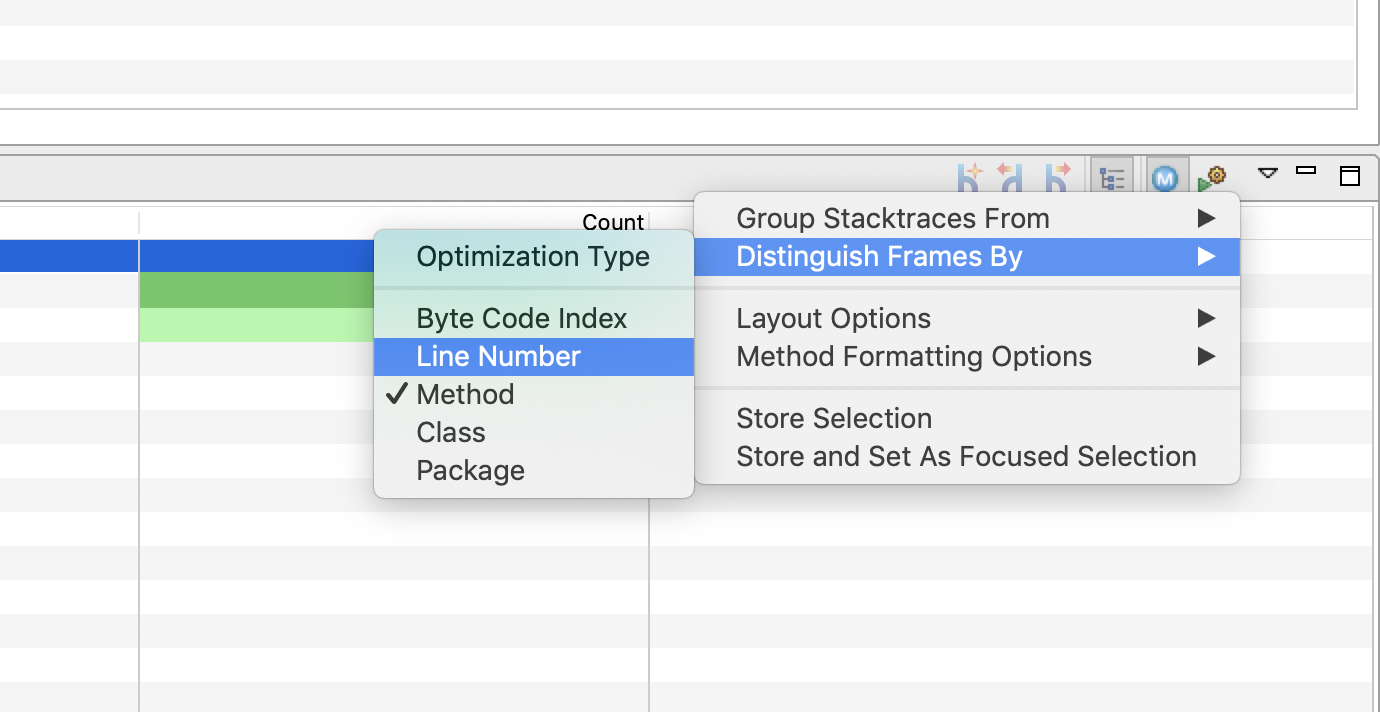 M
Count
Group Stacktraces From
Distinguish Frames By
Layout Options
Method Formatting Options
Store Selection
Store and Set As Focused Selection
Optimization Type
Byte Code Index
Line Number
Method
Class
Package